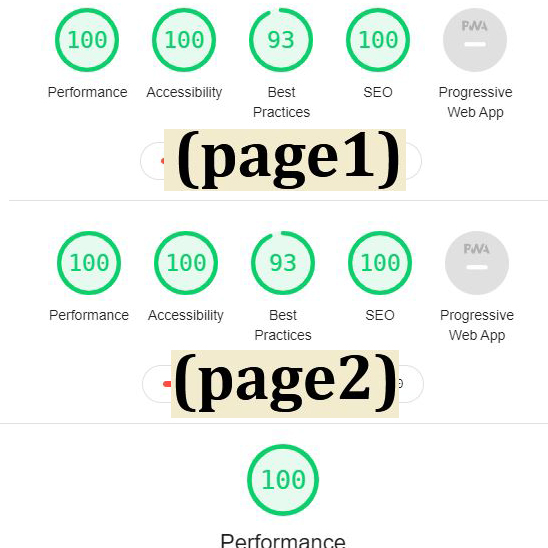 100 100 93 100 PWA
Performance Accessibility Best Practices SEO Progressive Web App
(page1)
100 100 93 100 PWA
Performance Accessibility Best Practices SEO Progressive Web App
(page2)
100
Performance